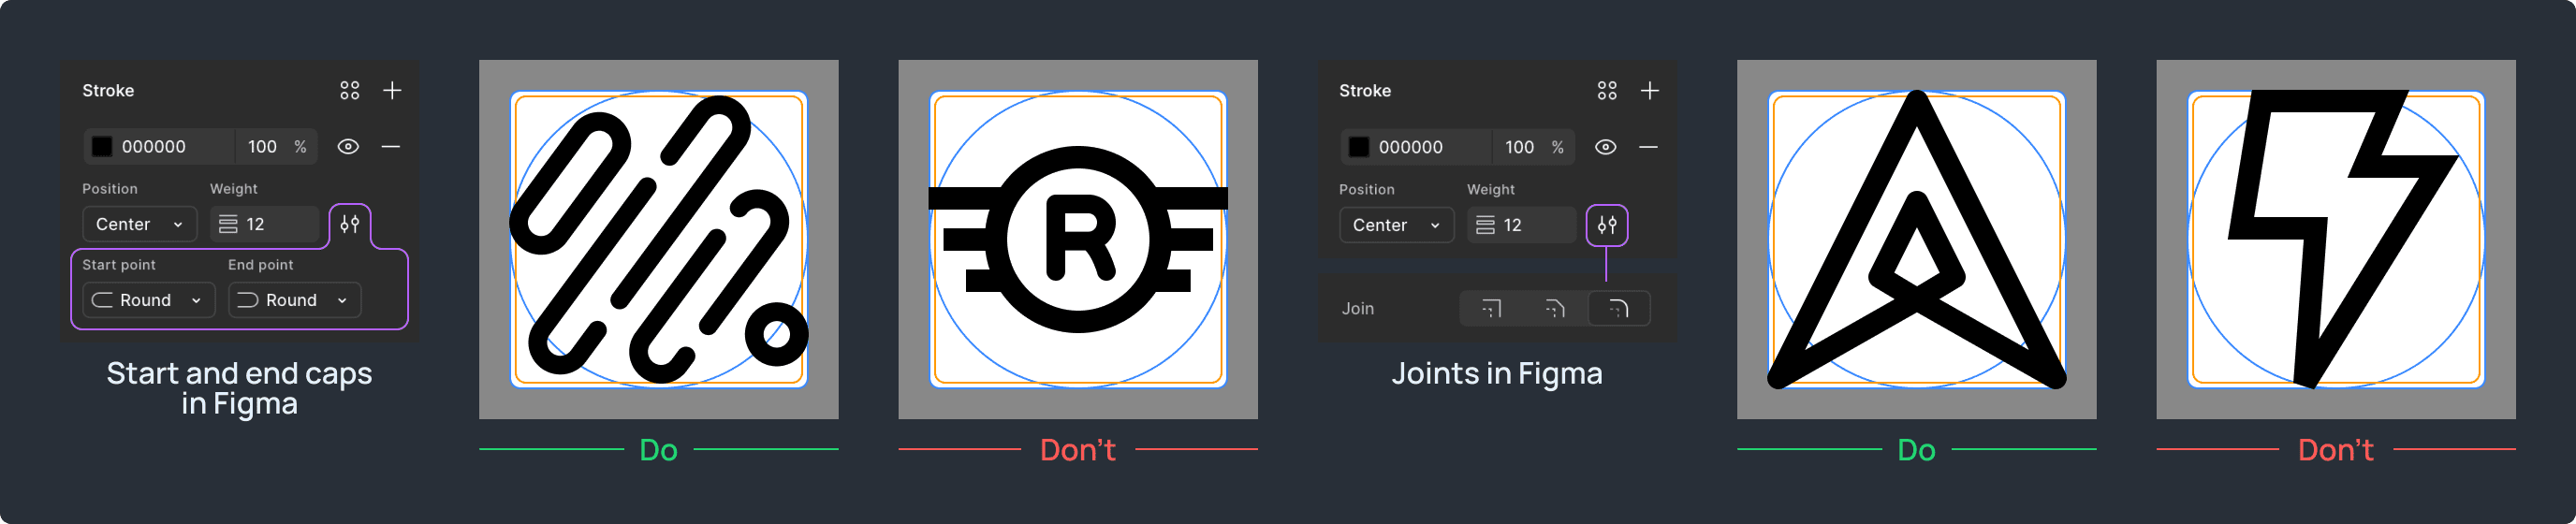 Stroke
000000 100 %
Position Weight
Center 12
Start point End point
Round Round
Start and end caps
in Figma
Do
R
Don't
Stroke
000000 100 %
Position Weight
Center 12
Join
Joints in Figma
Do
Don't